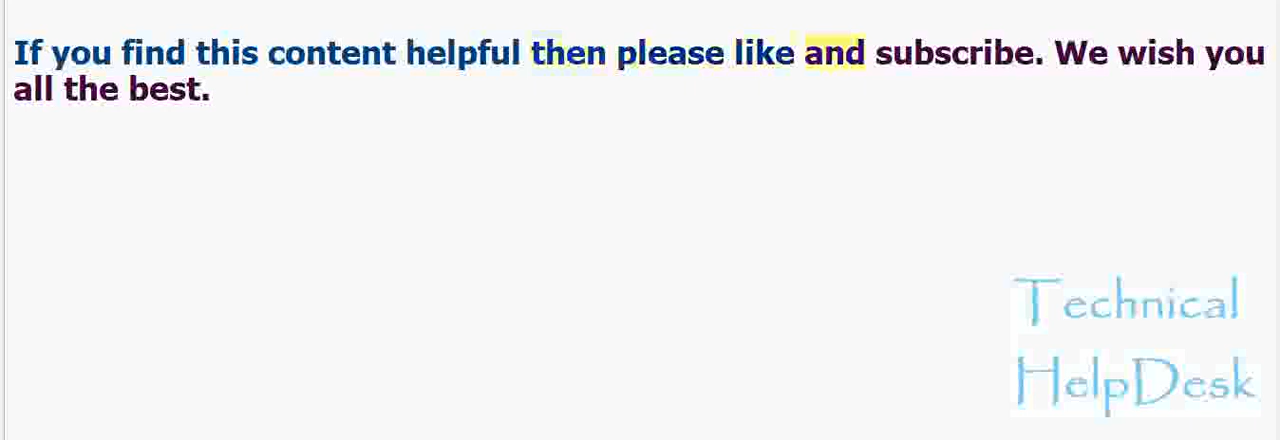 If you find this content helpful then please like and subscribe. We wish you
all the best.
Technical
HelpDesk